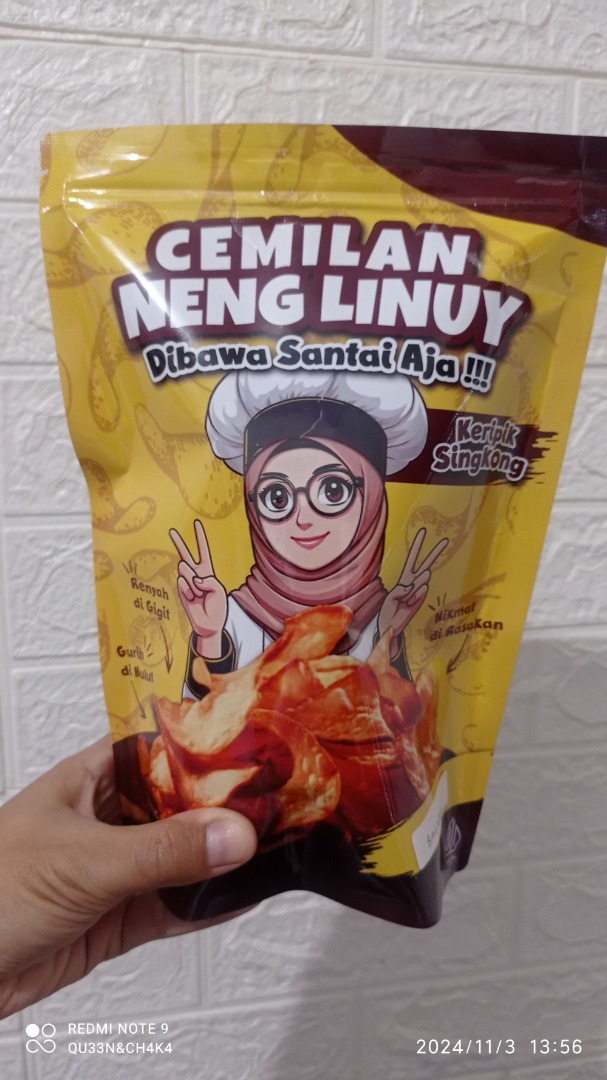 CEMILAN
NENG LINUY
Dibawa Santai Aja !!!
Keripik
Singkong
Renyah
di Gigit
Gurih
di Mulut
Nikmat
di Rasakan
REDMI NOTE 9
QU33N&CH4K4
2024/11/3 13:56